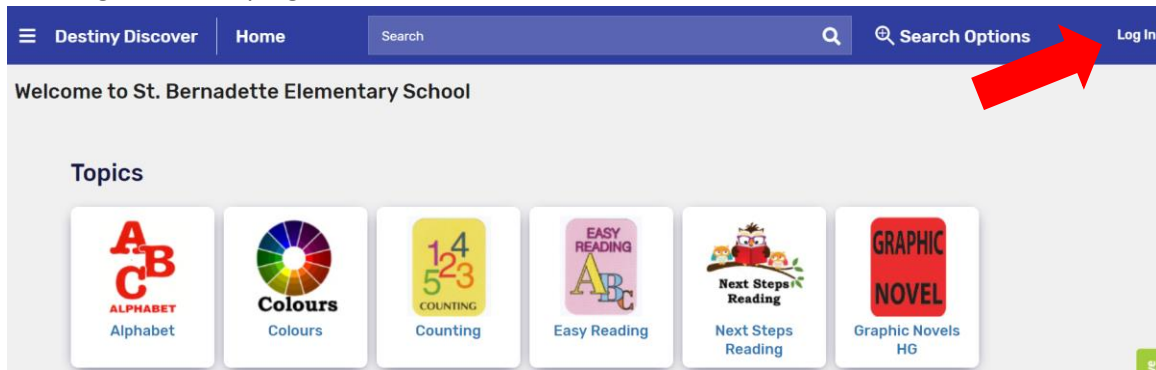 Destiny Discover Home Search Search Options Log In
Welcome to St. Bernadette Elementary School
Topics
ABC
ALPHABET
Alphabet
Colours
Colours
1 2 3 4 5
COUNTING
Counting
EASY
READING
ABC
Easy Reading
Next Steps
Reading
Next Steps
Reading
GRAPHIC
NOVEL
Graphic Novels
HG